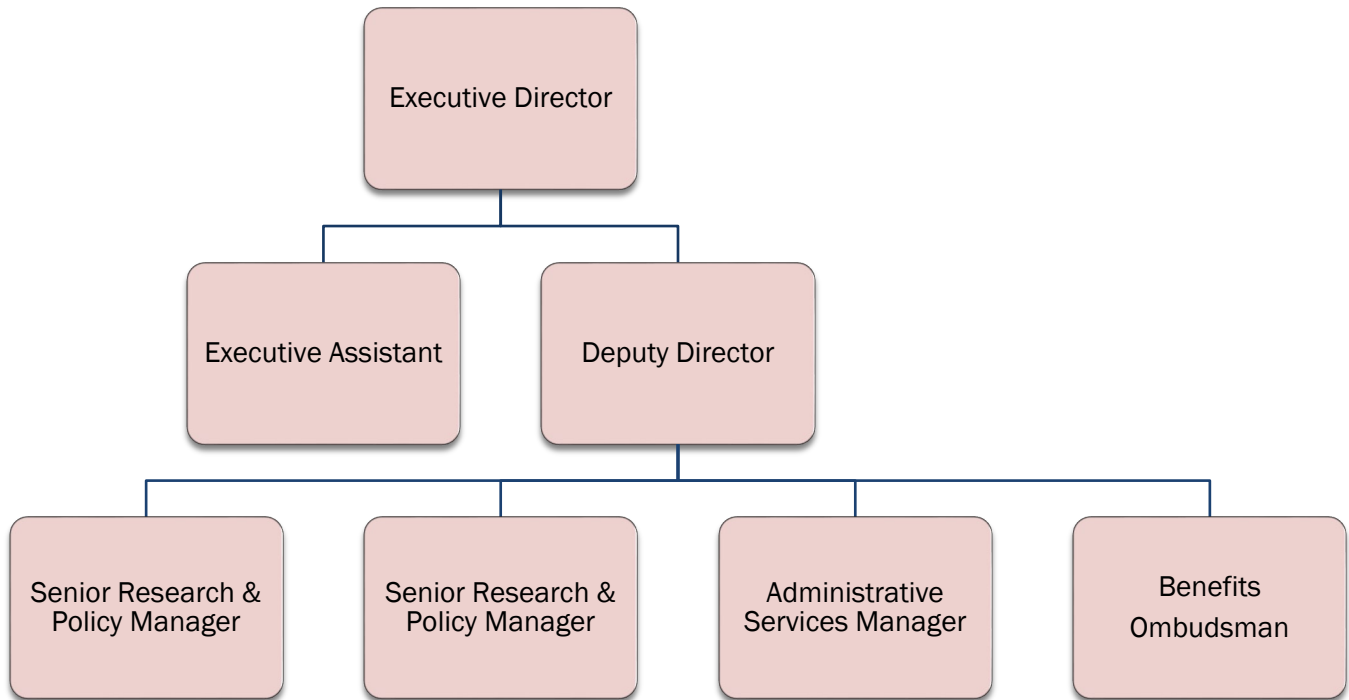 Executive Director
Executive Assistant
Deputy Director
Senior Research &
Policy Manager
Senior Research &
Policy Manager
Administrative
Services Manager
Benefits
Ombudsman